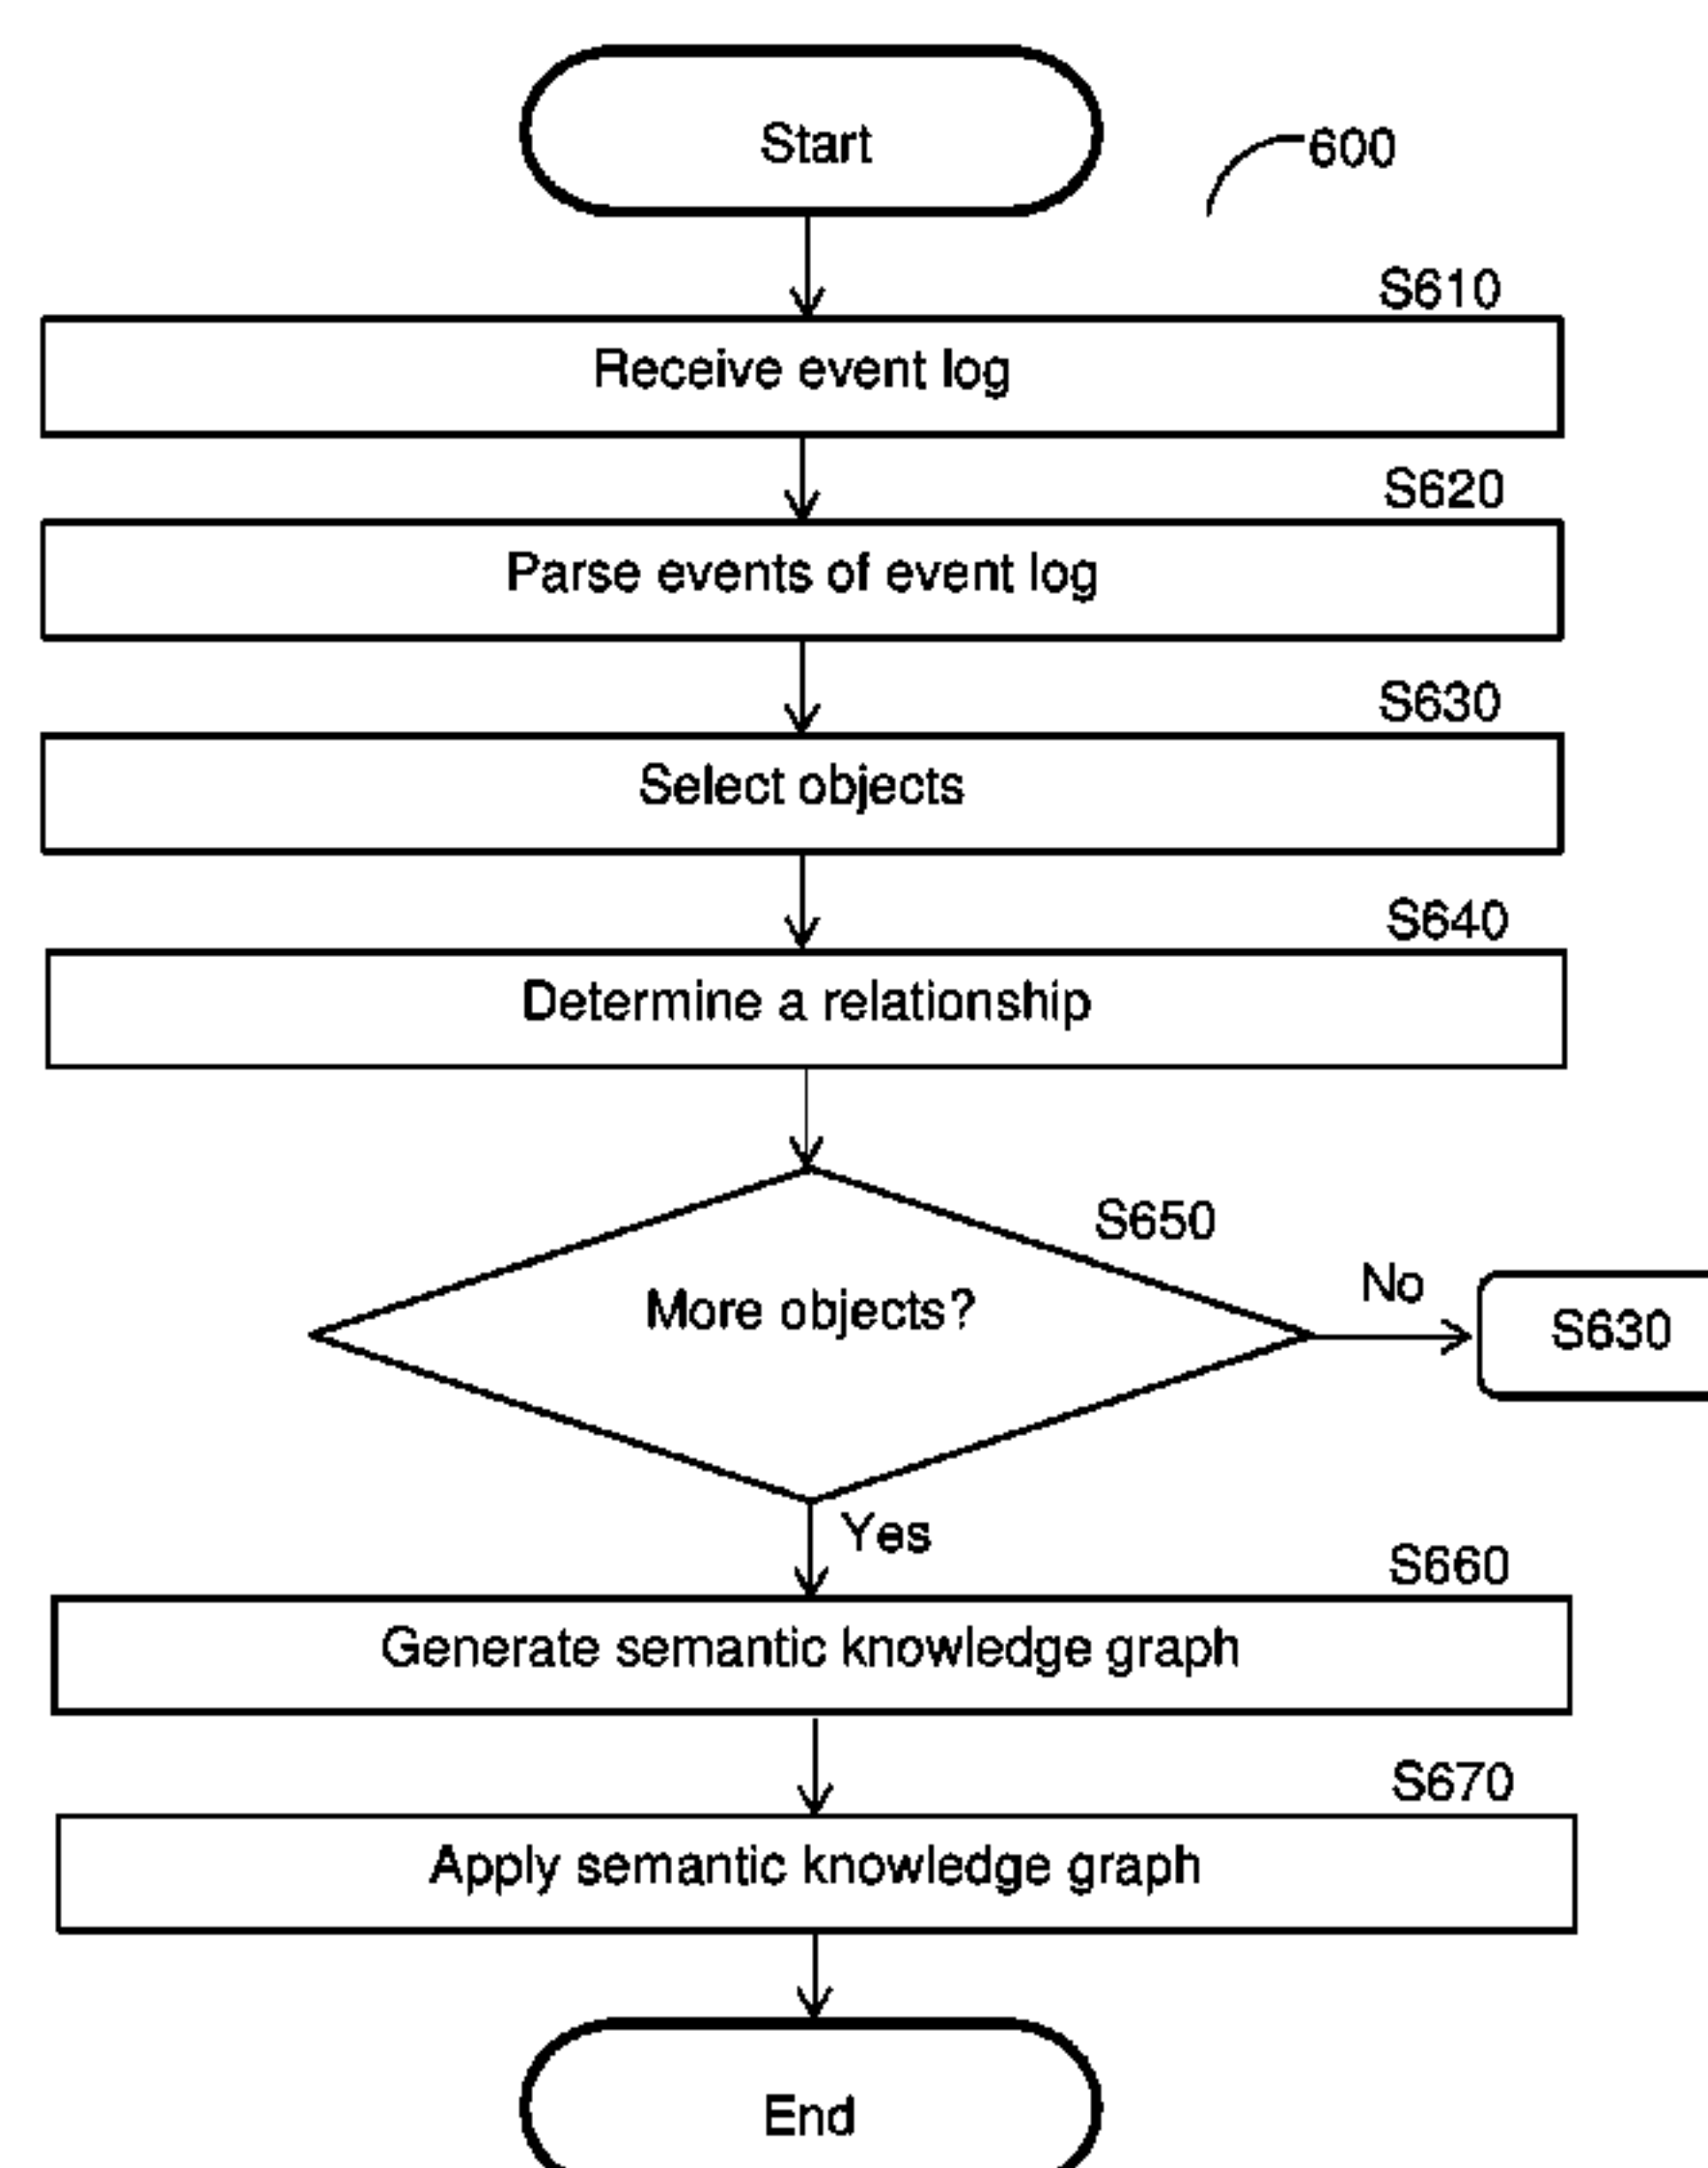 Start
600
S610
Receive event log
S620
Parse events of event log
S630
Select objects
S640
Determine a relationship
S650
More objects?
No
S630
Yes
S660
Generate semantic knowledge graph
S670
Apply semantic knowledge graph
End